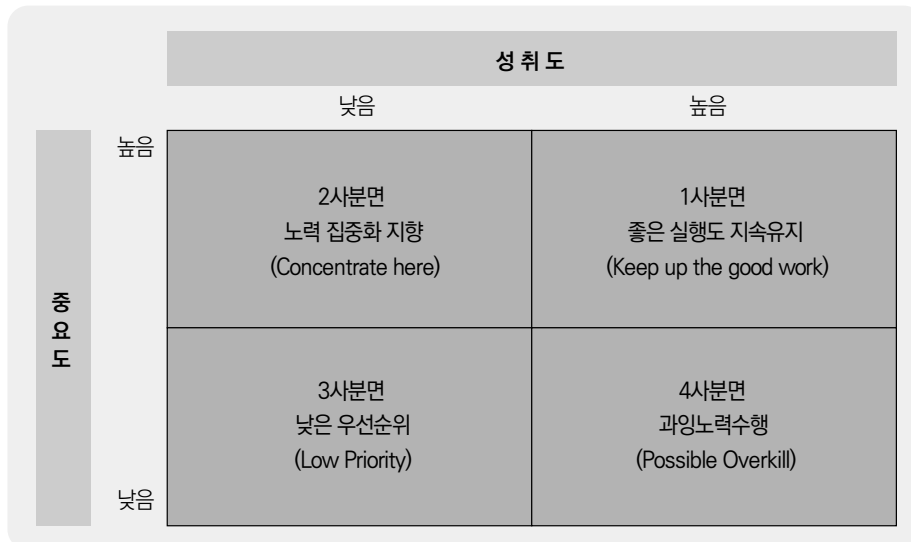 성 취 도
낮음
높음
중요도
높음
2사분면
노력 집중화 지향
(Concentrate here)
1사분면
좋은 실행도 지속유지
(Keep up the good work)
3사분면
낮은 우선순위
(Low Priority)
4사분면
과잉노력수행
(Possible Overkill)
낮음